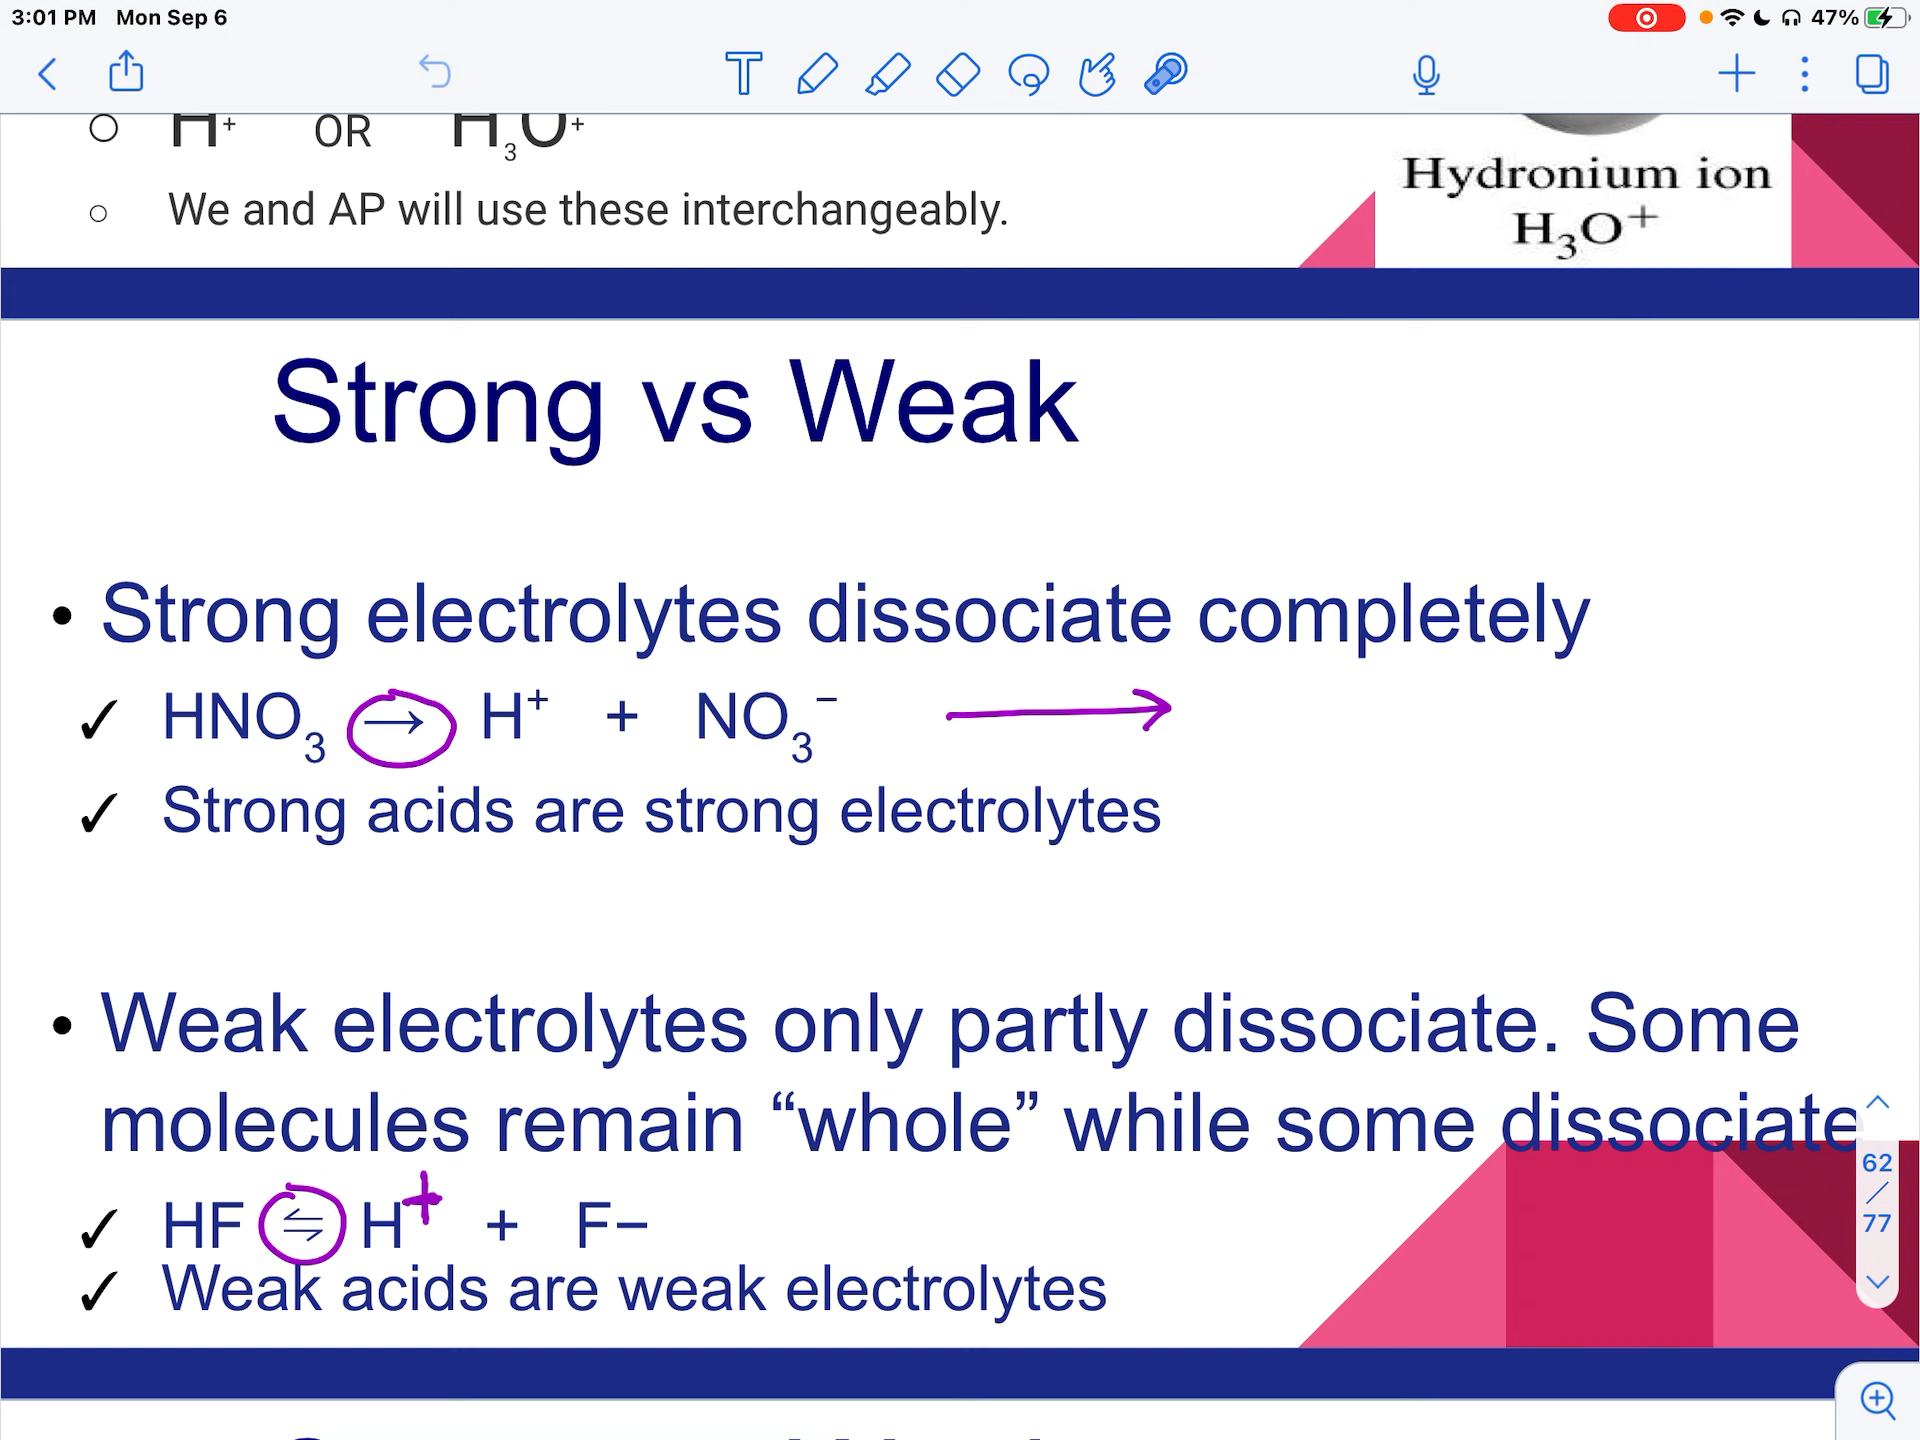 3:01 PM Mon Sep 6
47%
T
○ H⁺ OR H₃O⁺
○ We and AP will use these interchangeably.
Hydronium ion
H₃O⁺
Strong vs Weak
• Strong electrolytes dissociate completely
✓ HNO₃ → H⁺ + NO₃⁻ →
✓ Strong acids are strong electrolytes
• Weak electrolytes only partly dissociate. Some
molecules remain “whole” while some dissociate
✓ HF ⇋ H⁺ + F–
✓ Weak acids are weak electrolytes
62
/
77